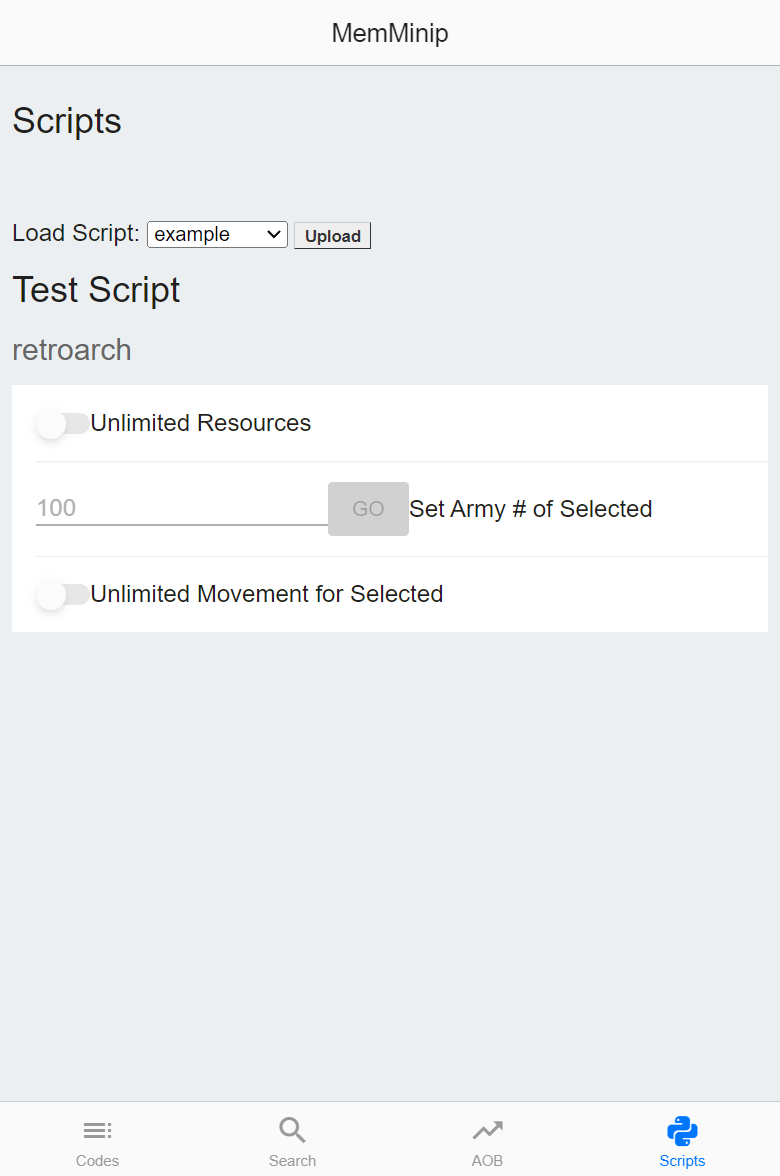 MemMinip
Scripts
Load Script: example Upload
Test Script
retroarch
Unlimited Resources
100 GO Set Army # of Selected
Unlimited Movement for Selected
Codes Search AOB Scripts